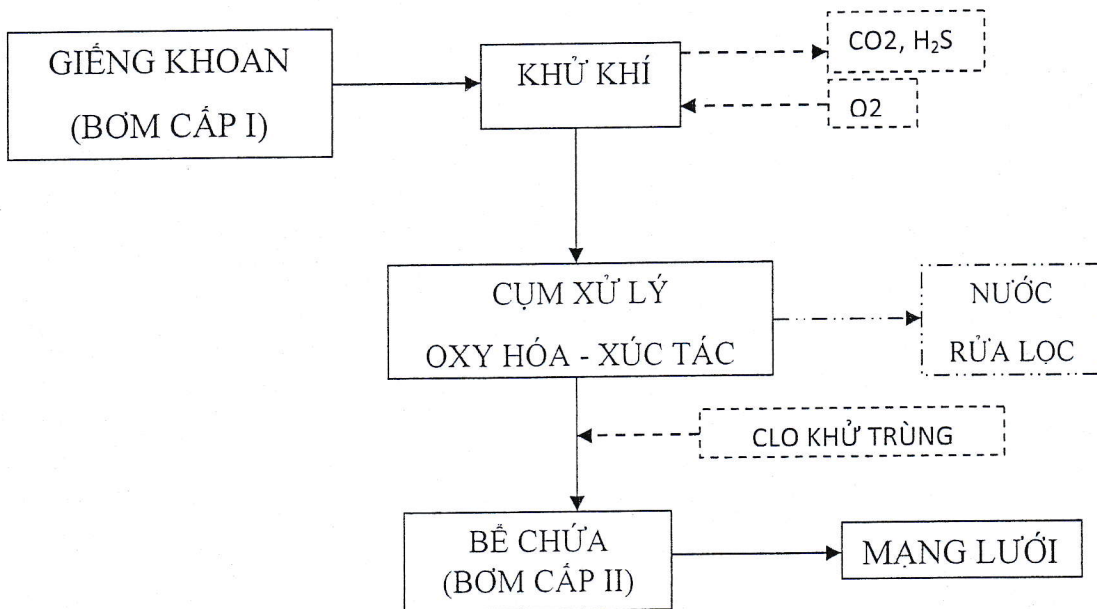 GIẾNG KHOAN
(BƠM CẤP I)
KHỬ KHÍ
CO2, H₂S
O2
CỤM XỬ LÝ
OXY HÓA - XÚC TÁC
NƯỚC
RỬA LỌC
CLO KHỬ TRÙNG
BỂ CHỨA
(BƠM CẤP II)
MẠNG LƯỚI